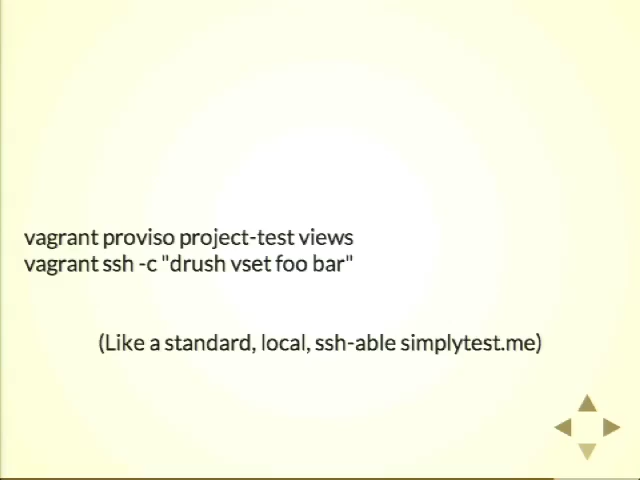 vagrant proviso project-test views
vagrant ssh -c "drush vset foo bar"
(Like a standard, local, ssh-able simplytest.me)